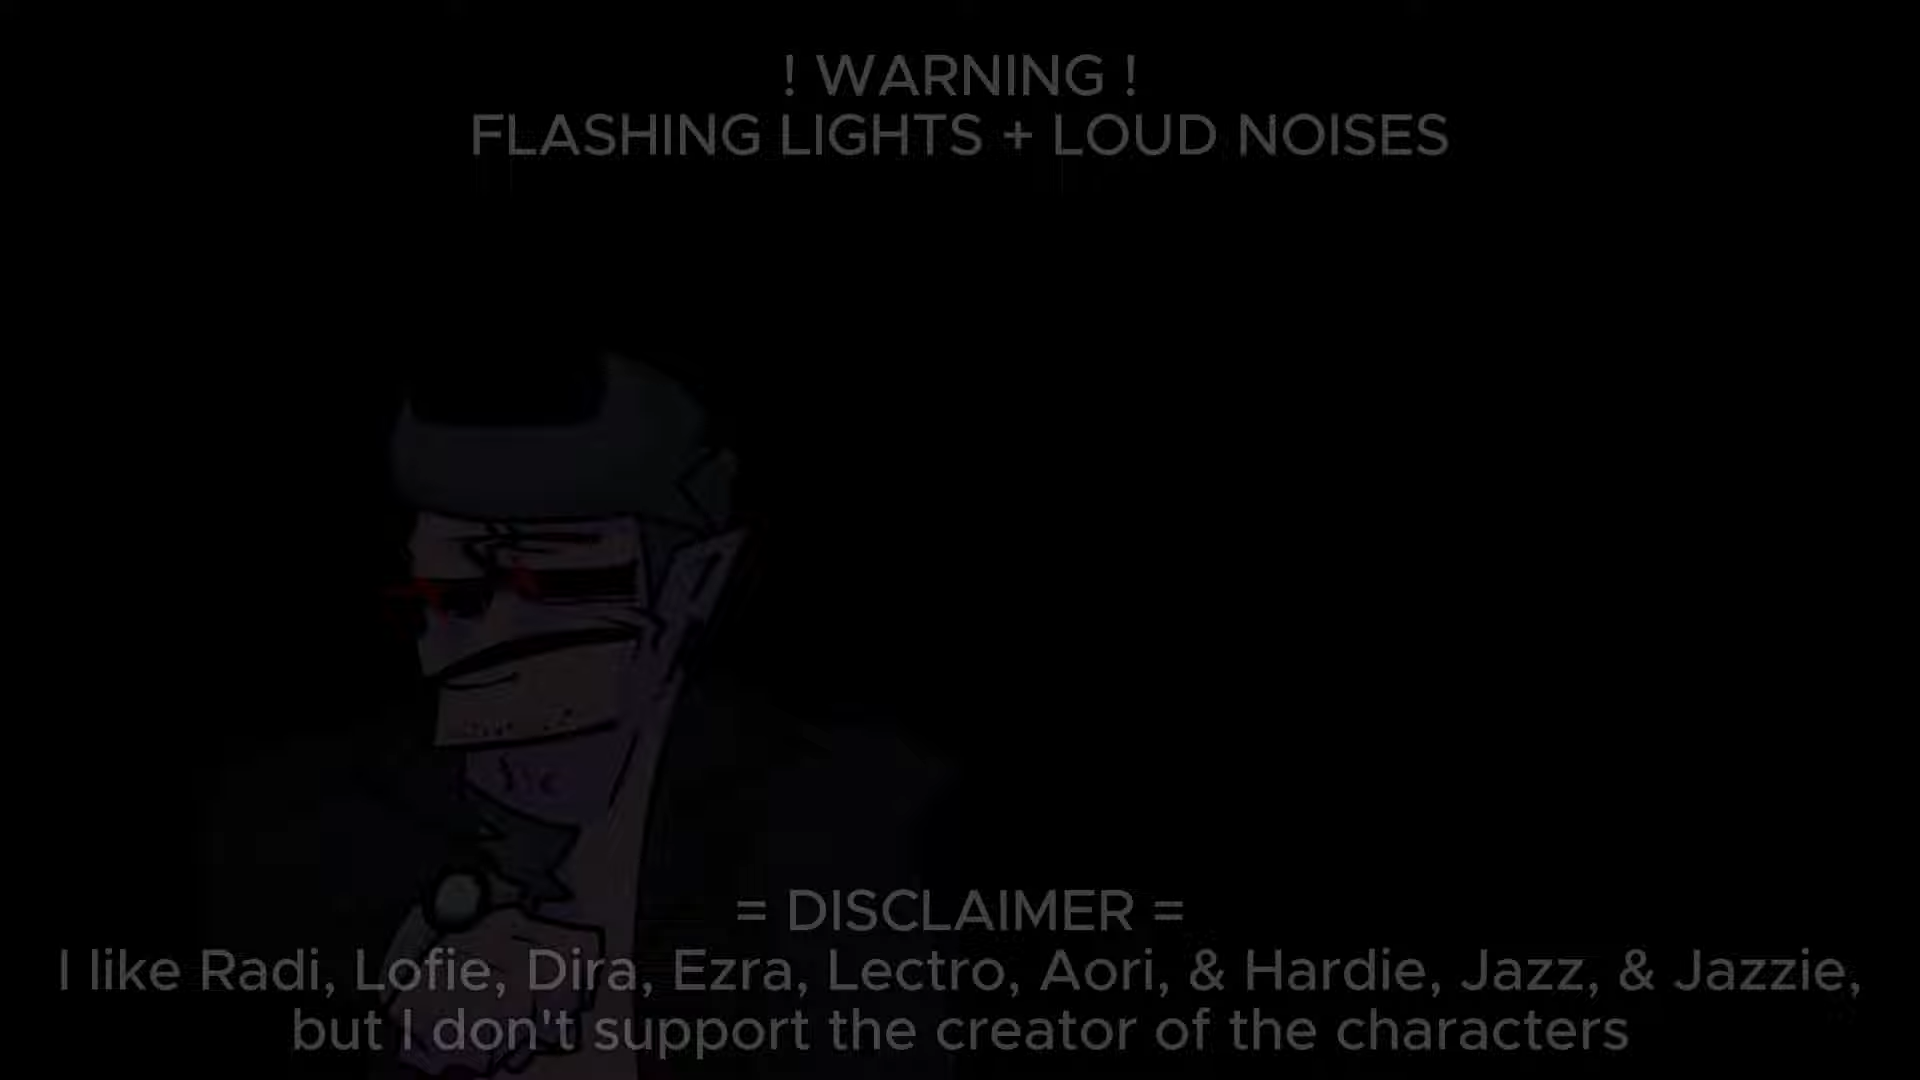 ! WARNING !
FLASHING LIGHTS + LOUD NOISES
= DISCLAIMER =
I like Radi, Lofie, Dira, Ezra, Lectro, Aori, & Hardie, Jazz, & Jazzie,
but I don't support the creator of the characters